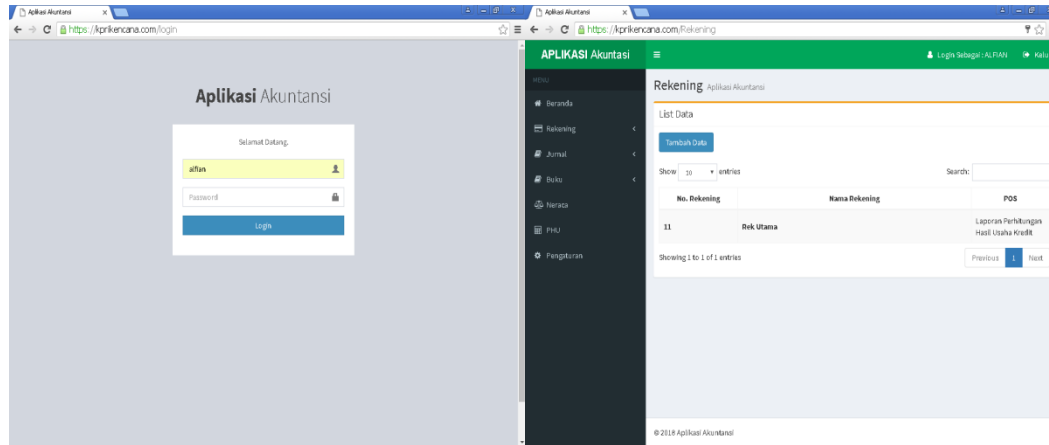 Aplikasi Akuntansi
https://kprikencana.com/login
Aplikasi Akuntansi
Selamat Datang.
alfian
Password
Login
Aplikasi Akuntansi
https://kprikencana.com/Rekening
APLIKASI Akuntasi
Login Sebagai : ALFIAN
Kelu
MENU
Beranda
Rekening
Jurnal
Buku
Neraca
PHU
Pengaturan
Rekening Aplikasi Akuntansi
List Data
Tambah Data
Show 10 entries
Search:
No. Rekening Nama Rekening POS
11 Rek Utama Laporan Perhitungan
Hasil Usaha Kredit
Showing 1 to 1 of 1 entries
Previous 1 Next
© 2018 Aplikasi Akuntansi